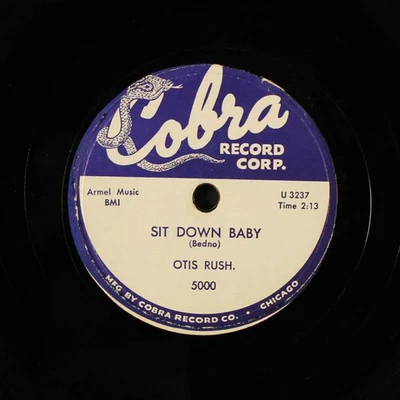 Cobra
RECORD
CORP.
Armel Music
BMI
U 3237
Time 2:13
SIT DOWN BABY
(Bedno)
OTIS RUSH.
5000
MFG BY COBRA RECORD CO. • CHICAGO